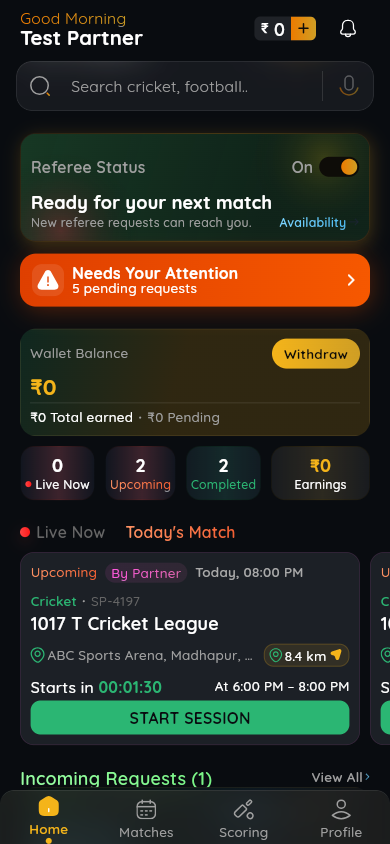 Good Morning
Test Partner
₹ 0 +
Search cricket, football..
Referee Status
On
Ready for your next match
New referee requests can reach you.
Availability
Needs Your Attention
5 pending requests
Wallet Balance
Withdraw
₹0
₹0 Total earned · ₹0 Pending
0
Live Now
2
Upcoming
2
Completed
₹0
Earnings
Live Now
Today's Match
Upcoming
By Partner
Today, 08:00 PM
Cricket · SP-4197
1017 T Cricket League
ABC Sports Arena, Madhapur, ...
8.4 km
Starts in 00:01:30
At 6:00 PM – 8:00 PM
START SESSION
Incoming Requests (1)
View All
Home
Matches
Scoring
Profile